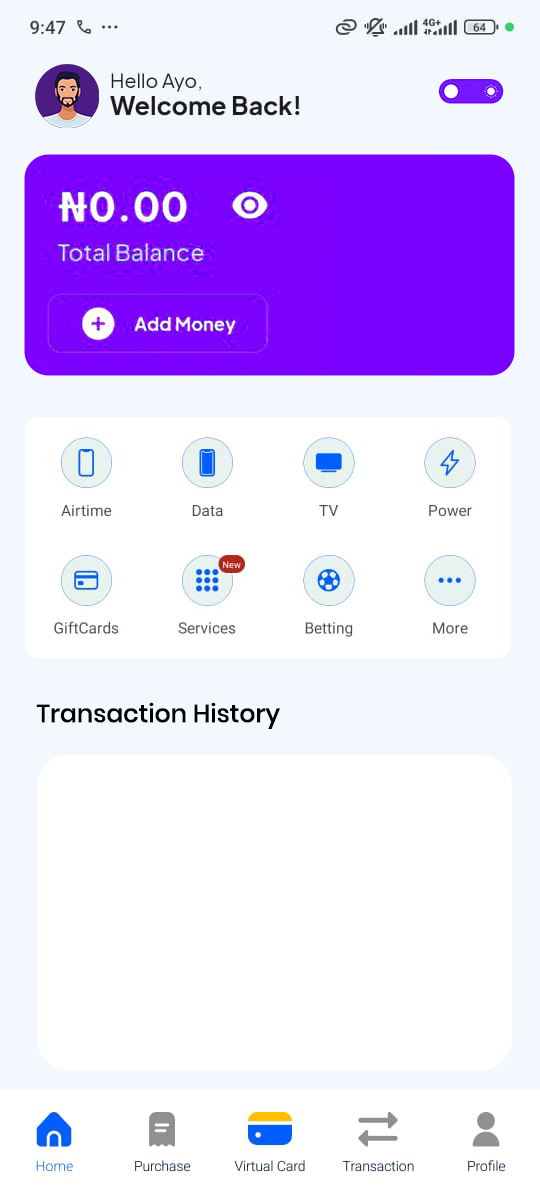 9:47
4G+
64
Hello Ayo,
Welcome Back!
₦0.00
Total Balance
Add Money
Airtime Data TV Power
New
GiftCards Services Betting More
Transaction History
Home Purchase Virtual Card Transaction Profile